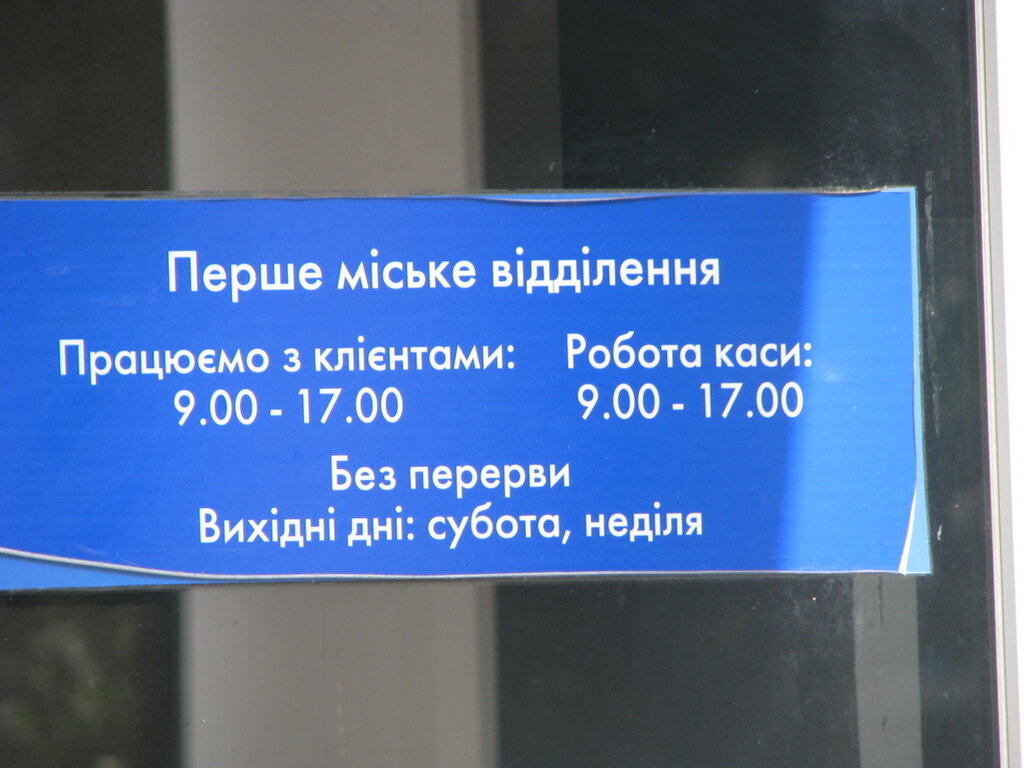 Перше міське відділення
Працюємо з клієнтами:
9.00 - 17.00
Робота каси:
9.00 - 17.00
Без перерви
Вихідні дні: субота, неділя